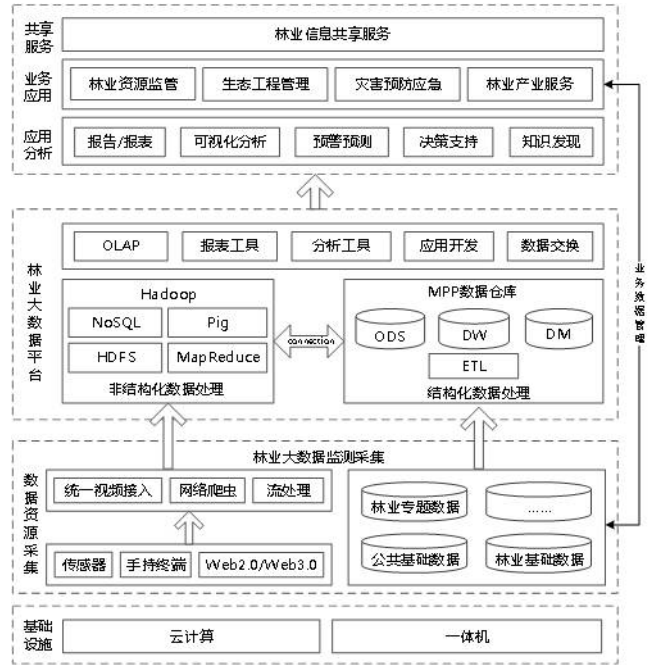 共享
服务
林业信息共享服务
业务
应用
林业资源监管
生态工程管理
灾害预防应急
林业产业服务
应用
分析
报告/报表
可视化分析
预警预测
决策支持
知识发现
林业大数据平台
OLAP
报表工具
分析工具
应用开发
数据交换
Hadoop
NoSQL
Pig
HDFS
MapReduce
非结构化数据处理
connection
MPP数据仓库
ODS
DW
DM
ETL
结构化数据处理
业务数据管理
数据资源采集
林业大数据监测采集
统一视频接入
网络爬虫
流处理
传感器
手持终端
Web2.0/Web3.0
林业专题数据
……
公共基础数据
林业基础数据
基础
设施
云计算
一体机